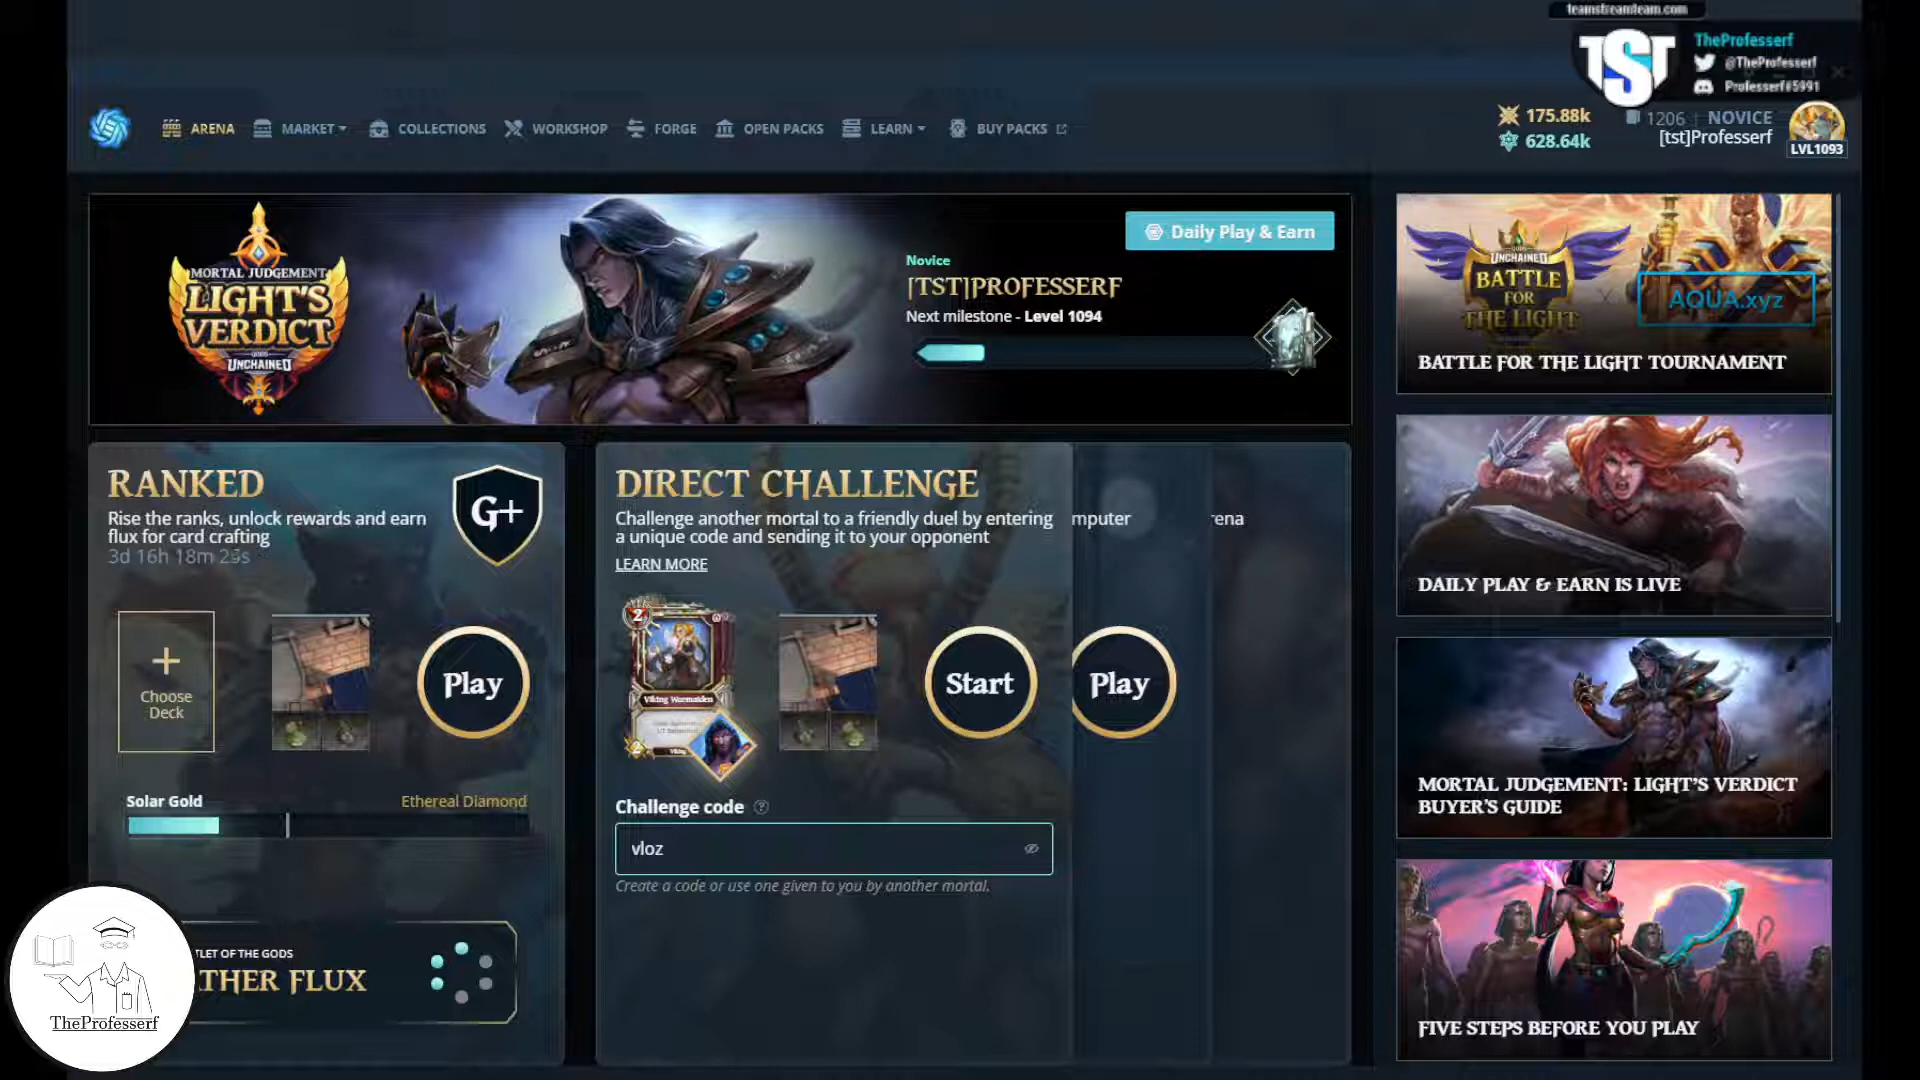 teamstreamteam.com
TST
TheProfesserf
@TheProfesserf
Professerf#5991
ARENA
MARKET
COLLECTIONS
WORKSHOP
FORGE
OPEN PACKS
LEARN
BUY PACKS
175.88k
628.64k
1206 | NOVICE
[tst]Professerf
LVL1093
MORTAL JUDGEMENT
LIGHT'S
VERDICT
GODS
UNCHAINED
Daily Play & Earn
Novice
[TST]PROFESSERF
Next milestone - Level 1094
UNCHAINED
BATTLE
FOR
THE LIGHT
AQUA.xyz
BATTLE FOR THE LIGHT TOURNAMENT
RANKED
Rise the ranks, unlock rewards and earn
flux for card crafting
3d 16h 18m 23s
G+
Choose
Deck
Play
Solar Gold
Ethereal Diamond
TLET OF THE GODS
THER FLUX
DIRECT CHALLENGE
Challenge another mortal to a friendly duel by entering
a unique code and sending it to your opponent
LEARN MORE
mputer
rena
2
Viking Warmaiden
Viking
Start
Play
Challenge code
vloz
Create a code or use one given to you by another mortal.
DAILY PLAY & EARN IS LIVE
MORTAL JUDGEMENT: LIGHT'S VERDICT
BUYER'S GUIDE
FIVE STEPS BEFORE YOU PLAY
TheProfesserf